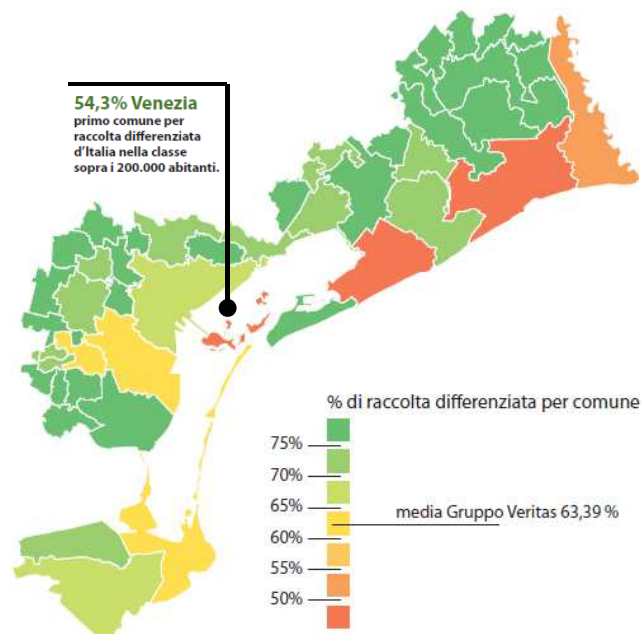 54,3% Venezia
primo comune per
raccolta differenziata
d'Italia nella classe
sopra i 200.000 abitanti.
% di raccolta differenziata per comune
75%
70%
65%
media Gruppo Veritas 63,39 %
60%
55%
50%